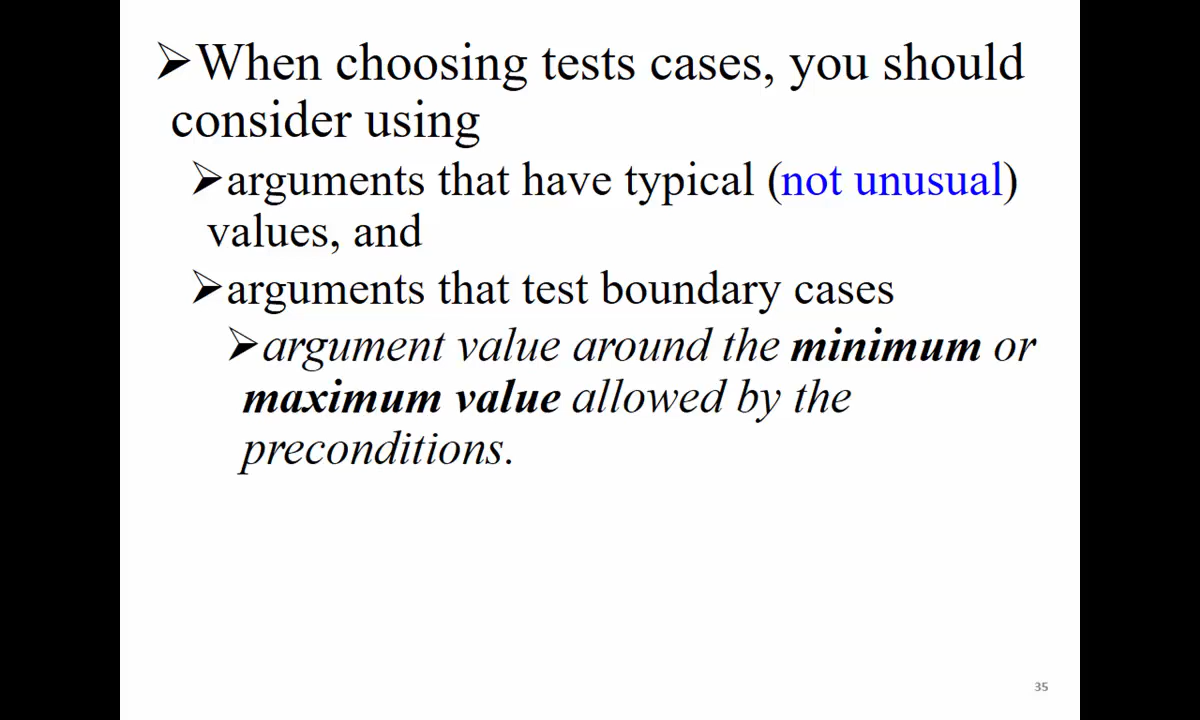 ➢When choosing tests cases, you should
consider using
➢arguments that have typical (not unusual)
values, and
➢arguments that test boundary cases
➢argument value around the minimum or
maximum value allowed by the
preconditions.
35